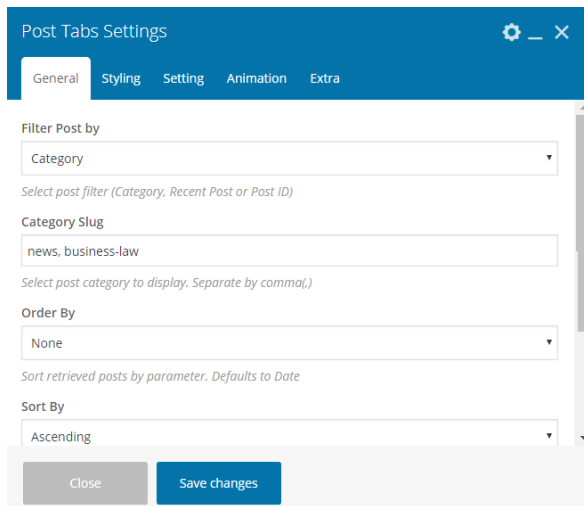 Post Tabs Settings
General Styling Setting Animation Extra
Filter Post by
Category
Select post filter (Category, Recent Post or Post ID)
Category Slug
news, business-law
Select post category to display. Separate by comma(,)
Order By
None
Sort retrieved posts by parameter. Defaults to Date
Sort By
Ascending
Close Save changes